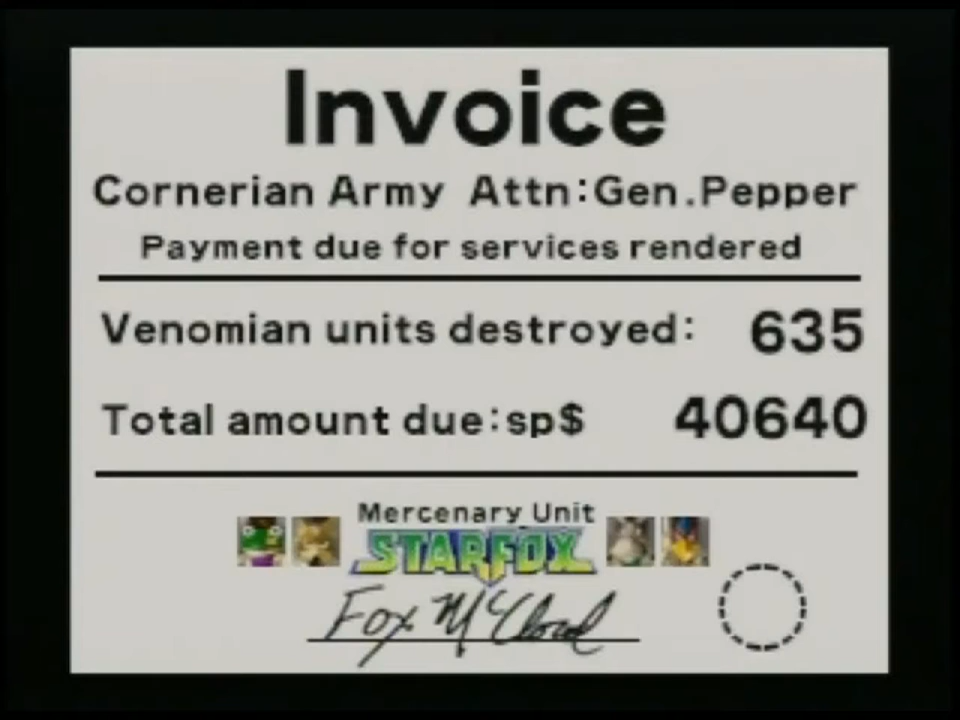 Invoice
Cornerian Army Attn:Gen.Pepper
Payment due for services rendered
Venomian units destroyed: 635
Total amount due:sp$ 40640
Mercenary Unit
STARFOX
Fox McCloud